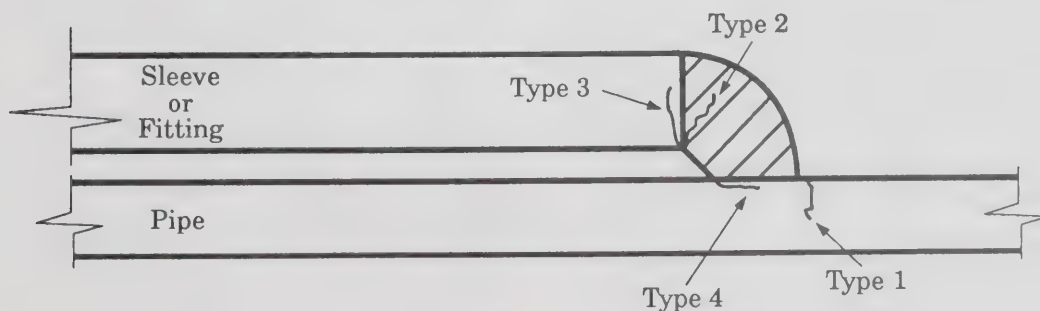 Type 2
Type 3
Sleeve
or
Fitting
Pipe
Type 4
Type 1